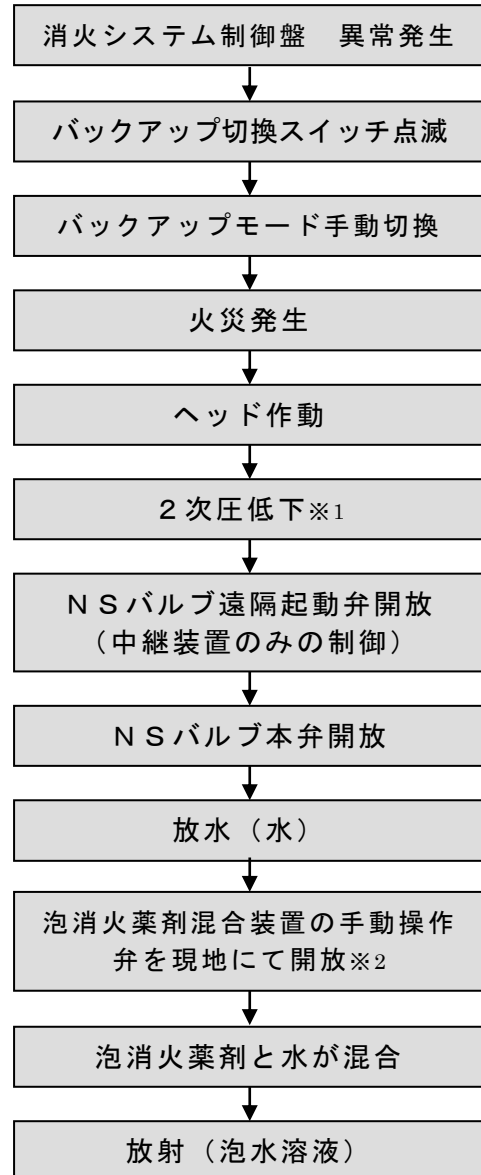 消火システム制御盤　異常発生
バックアップ切換スイッチ点滅
バックアップモード手動切換
火災発生
ヘッド作動
２次圧低下※1
ＮＳバルブ遠隔起動弁開放
（中継装置のみの制御）
ＮＳバルブ本弁開放
放水（水）
泡消火薬剤混合装置の手動操作
弁を現地にて開放※2
泡消火薬剤と水が混合
放射（泡水溶液）